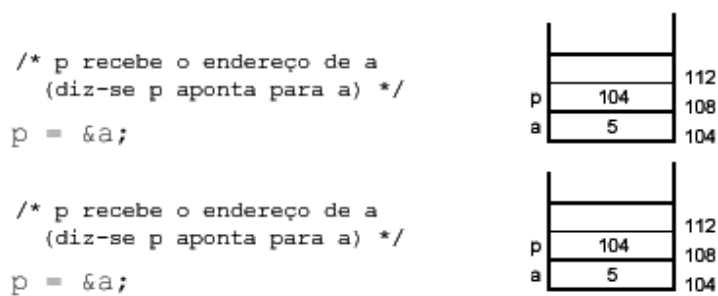 /* p recebe o endereço de a
(diz-se p aponta para a) */
p = &a;
112
p 104 108
a 5 104
/* p recebe o endereço de a
(diz-se p aponta para a) */
p = &a;
112
p 104 108
a 5 104